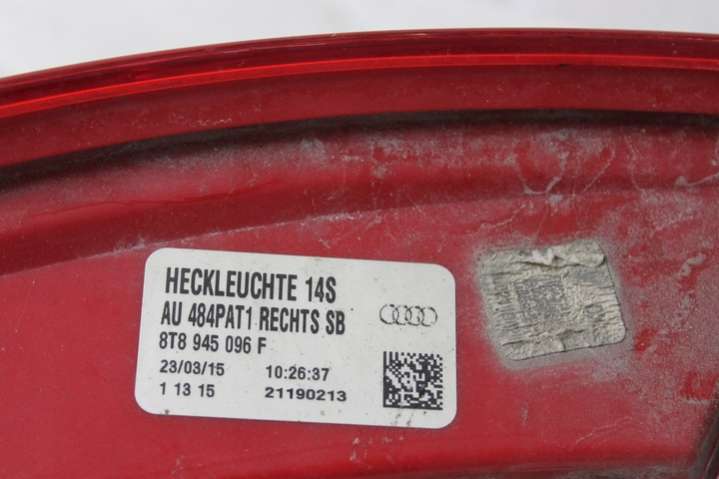 HECKLEUCHTE 14S
AU 484PAT1 RECHTS SB
8T8 945 096 F
23/03/15 10:26:37
1 13 15 21190213